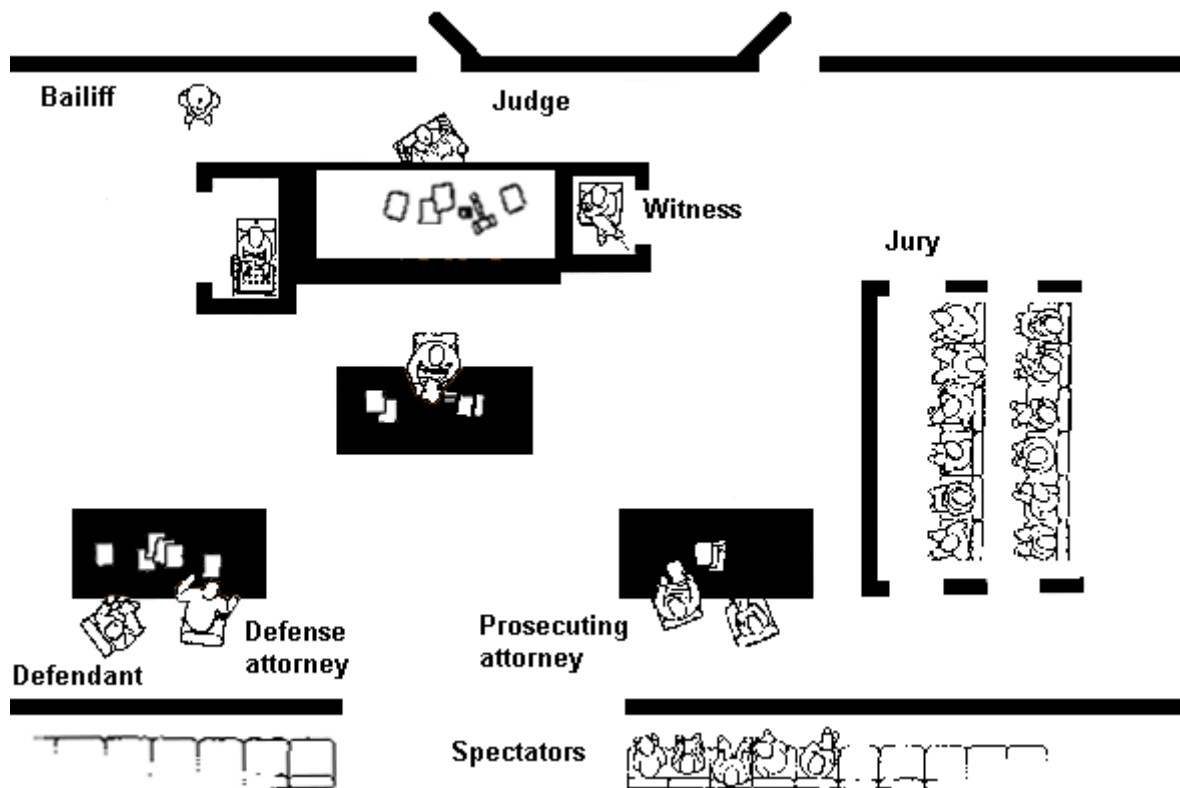 Bailiff
Judge
Witness
Jury
Defense
attorney
Defendant
Prosecuting
attorney
Spectators